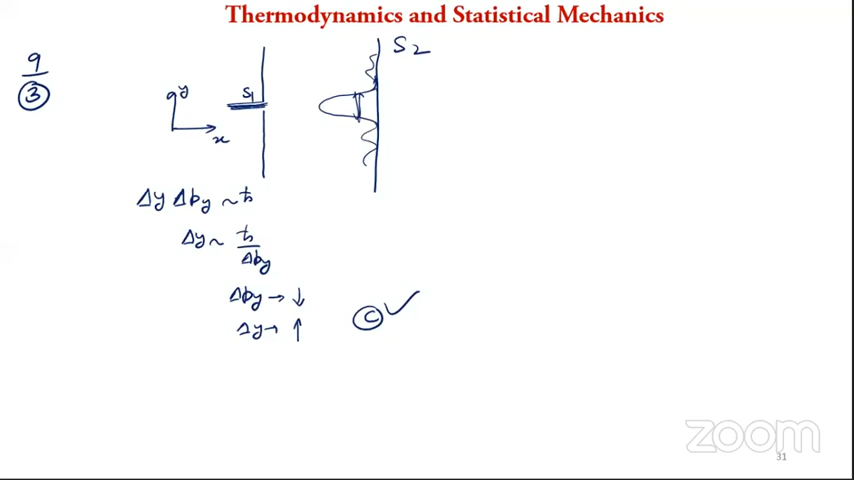 Thermodynamics and Statistical Mechanics
9
3
S1
S2
y
x
Δy Δpy ~ ħ
Δy ~ ħ
Δpy
Δpy → ↓
Δy → ↑
C ✓
zoom
31